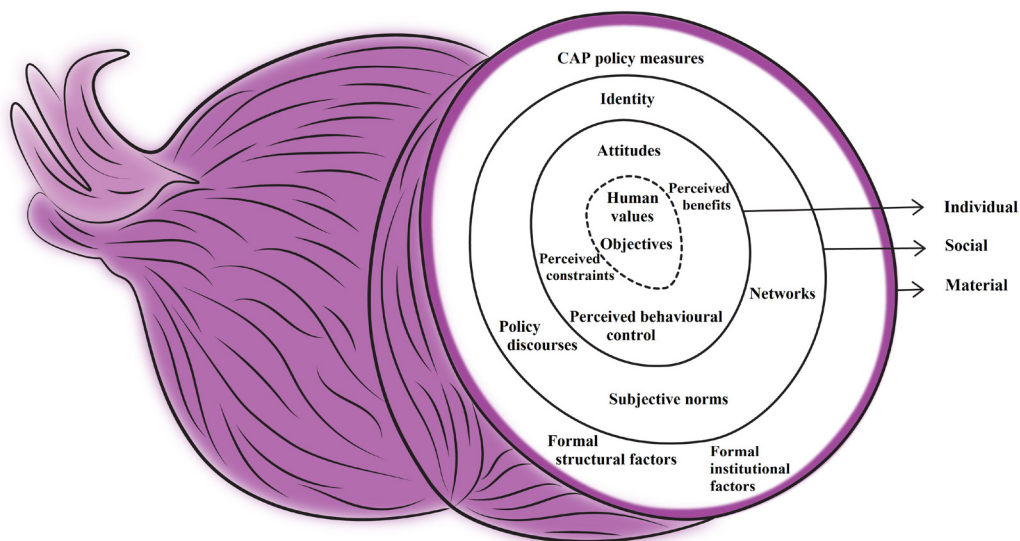 CAP policy measures
Identity
Attitudes
Human
values
Perceived
benefits
Objectives
Perceived
constraints
Perceived behavioural
control
Networks
Policy
discourses
Subjective norms
Formal
structural factors
Formal
institutional
factors
Individual
Social
Material